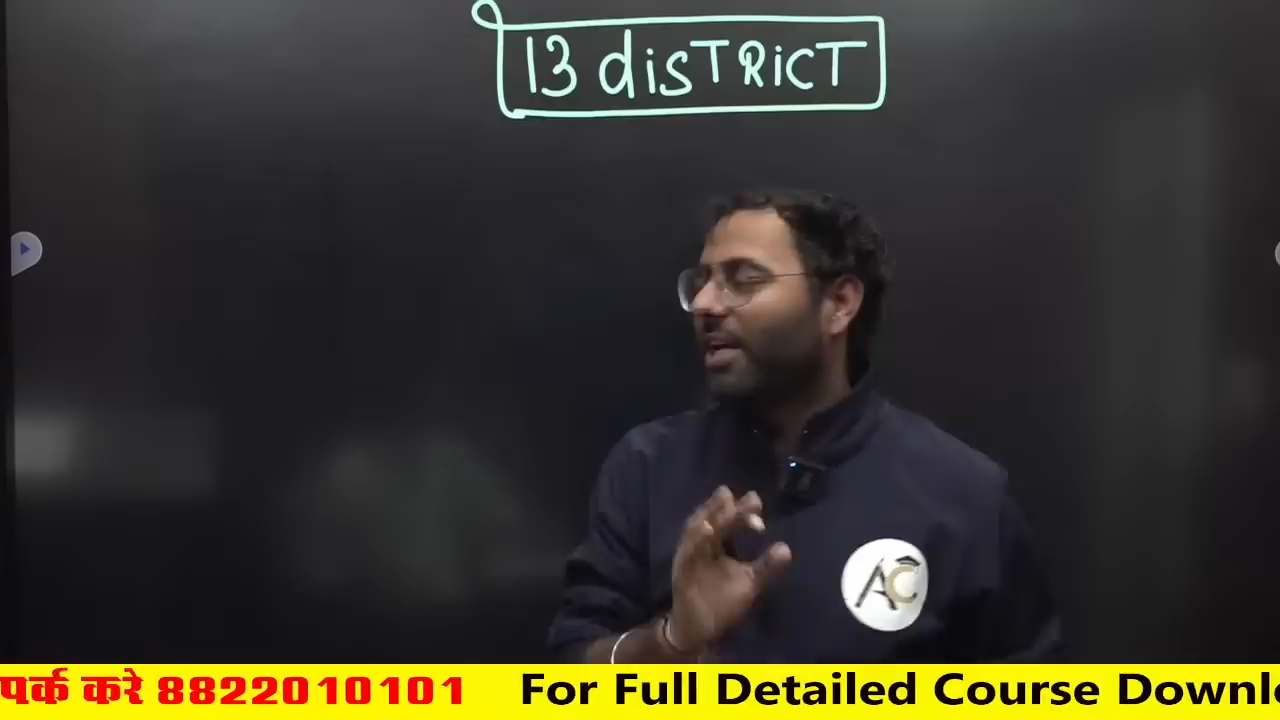 13 disTRicT
AC
पर्क करे 8822010101 For Full Detailed Course Downl